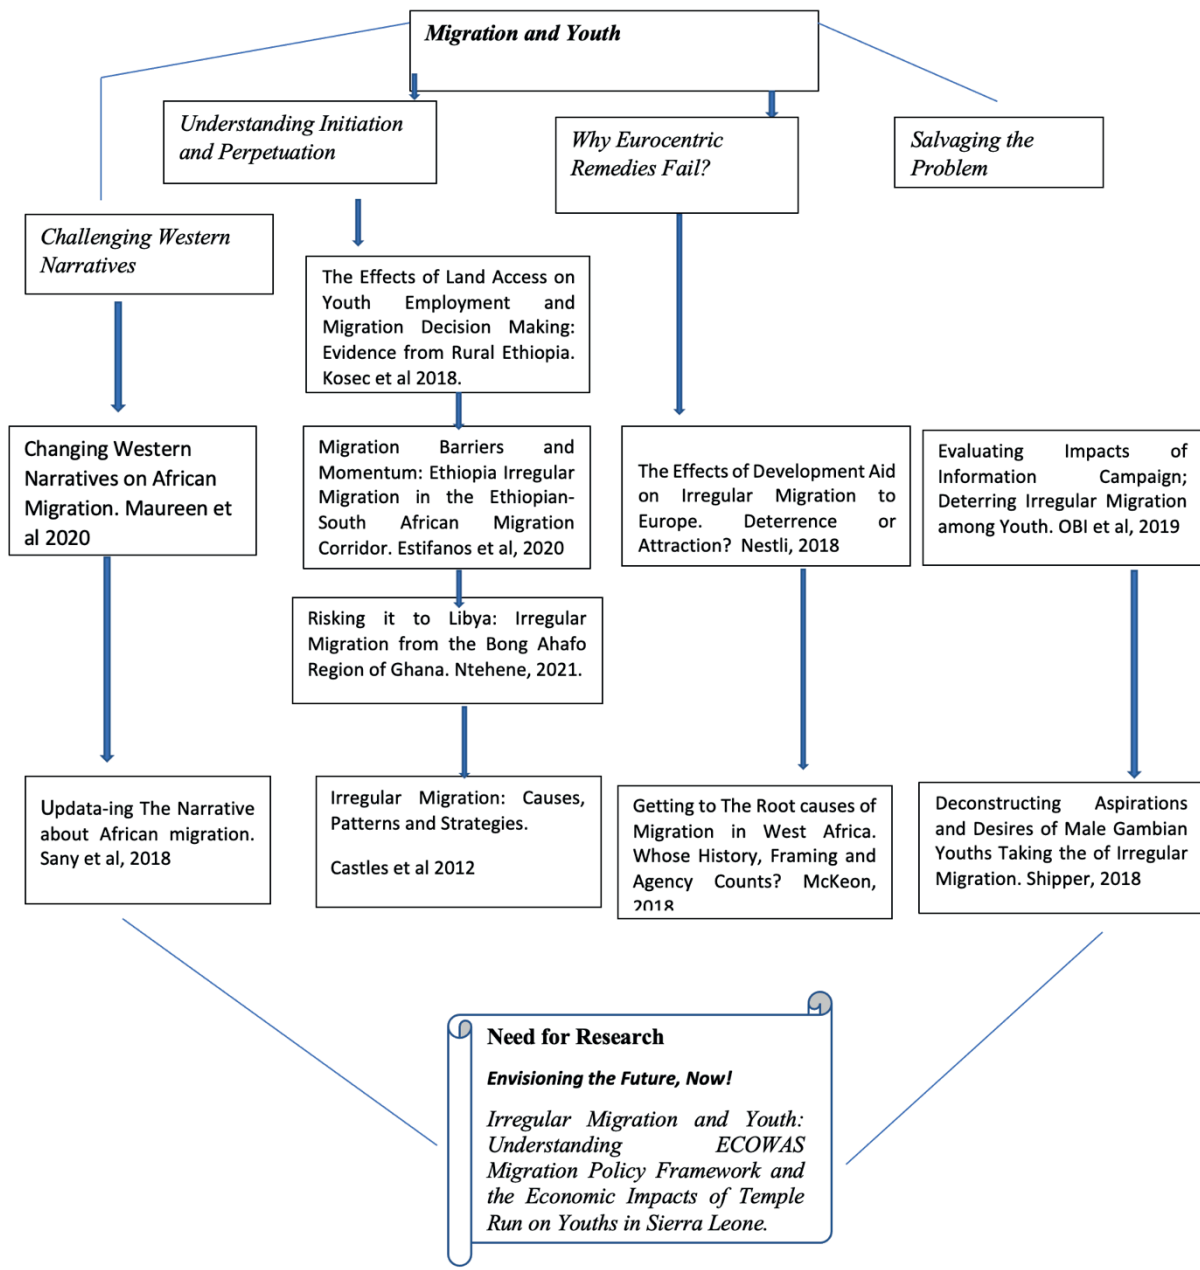 Migration and Youth
Understanding Initiation
and Perpetuation
Why Eurocentric
Remedies Fail?
Salvaging the
Problem
Challenging Western
Narratives
The Effects of Land Access on
Youth Employment and
Migration Decision Making:
Evidence from Rural Ethiopia.
Kosec et al 2018.
Changing Western
Narratives on African
Migration. Maureen et
al 2020
Migration Barriers and
Momentum: Ethiopia Irregular
Migration in the Ethiopian-
South African Migration
Corridor. Estifanos et al, 2020
The Effects of Development Aid
on Irregular Migration to
Europe. Deterrence or
Attraction? Nestli, 2018
Evaluating Impacts of
Information Campaign;
Deterring Irregular Migration
among Youth. OBI et al, 2019
Risking it to Libya: Irregular
Migration from the Bong Ahafo
Region of Ghana. Ntehene, 2021.
Updata-ing The Narrative
about African migration.
Sany et al, 2018
Irregular Migration: Causes,
Patterns and Strategies.
Castles et al 2012
Getting to The Root causes of
Migration in West Africa.
Whose History, Framing and
Agency Counts? McKeon,
2018
Deconstructing Aspirations
and Desires of Male Gambian
Youths Taking the of Irregular
Migration. Shipper, 2018
Need for Research
Envisioning the Future, Now!
Irregular Migration and Youth:
Understanding ECOWAS
Migration Policy Framework and
the Economic Impacts of Temple
Run on Youths in Sierra Leone.